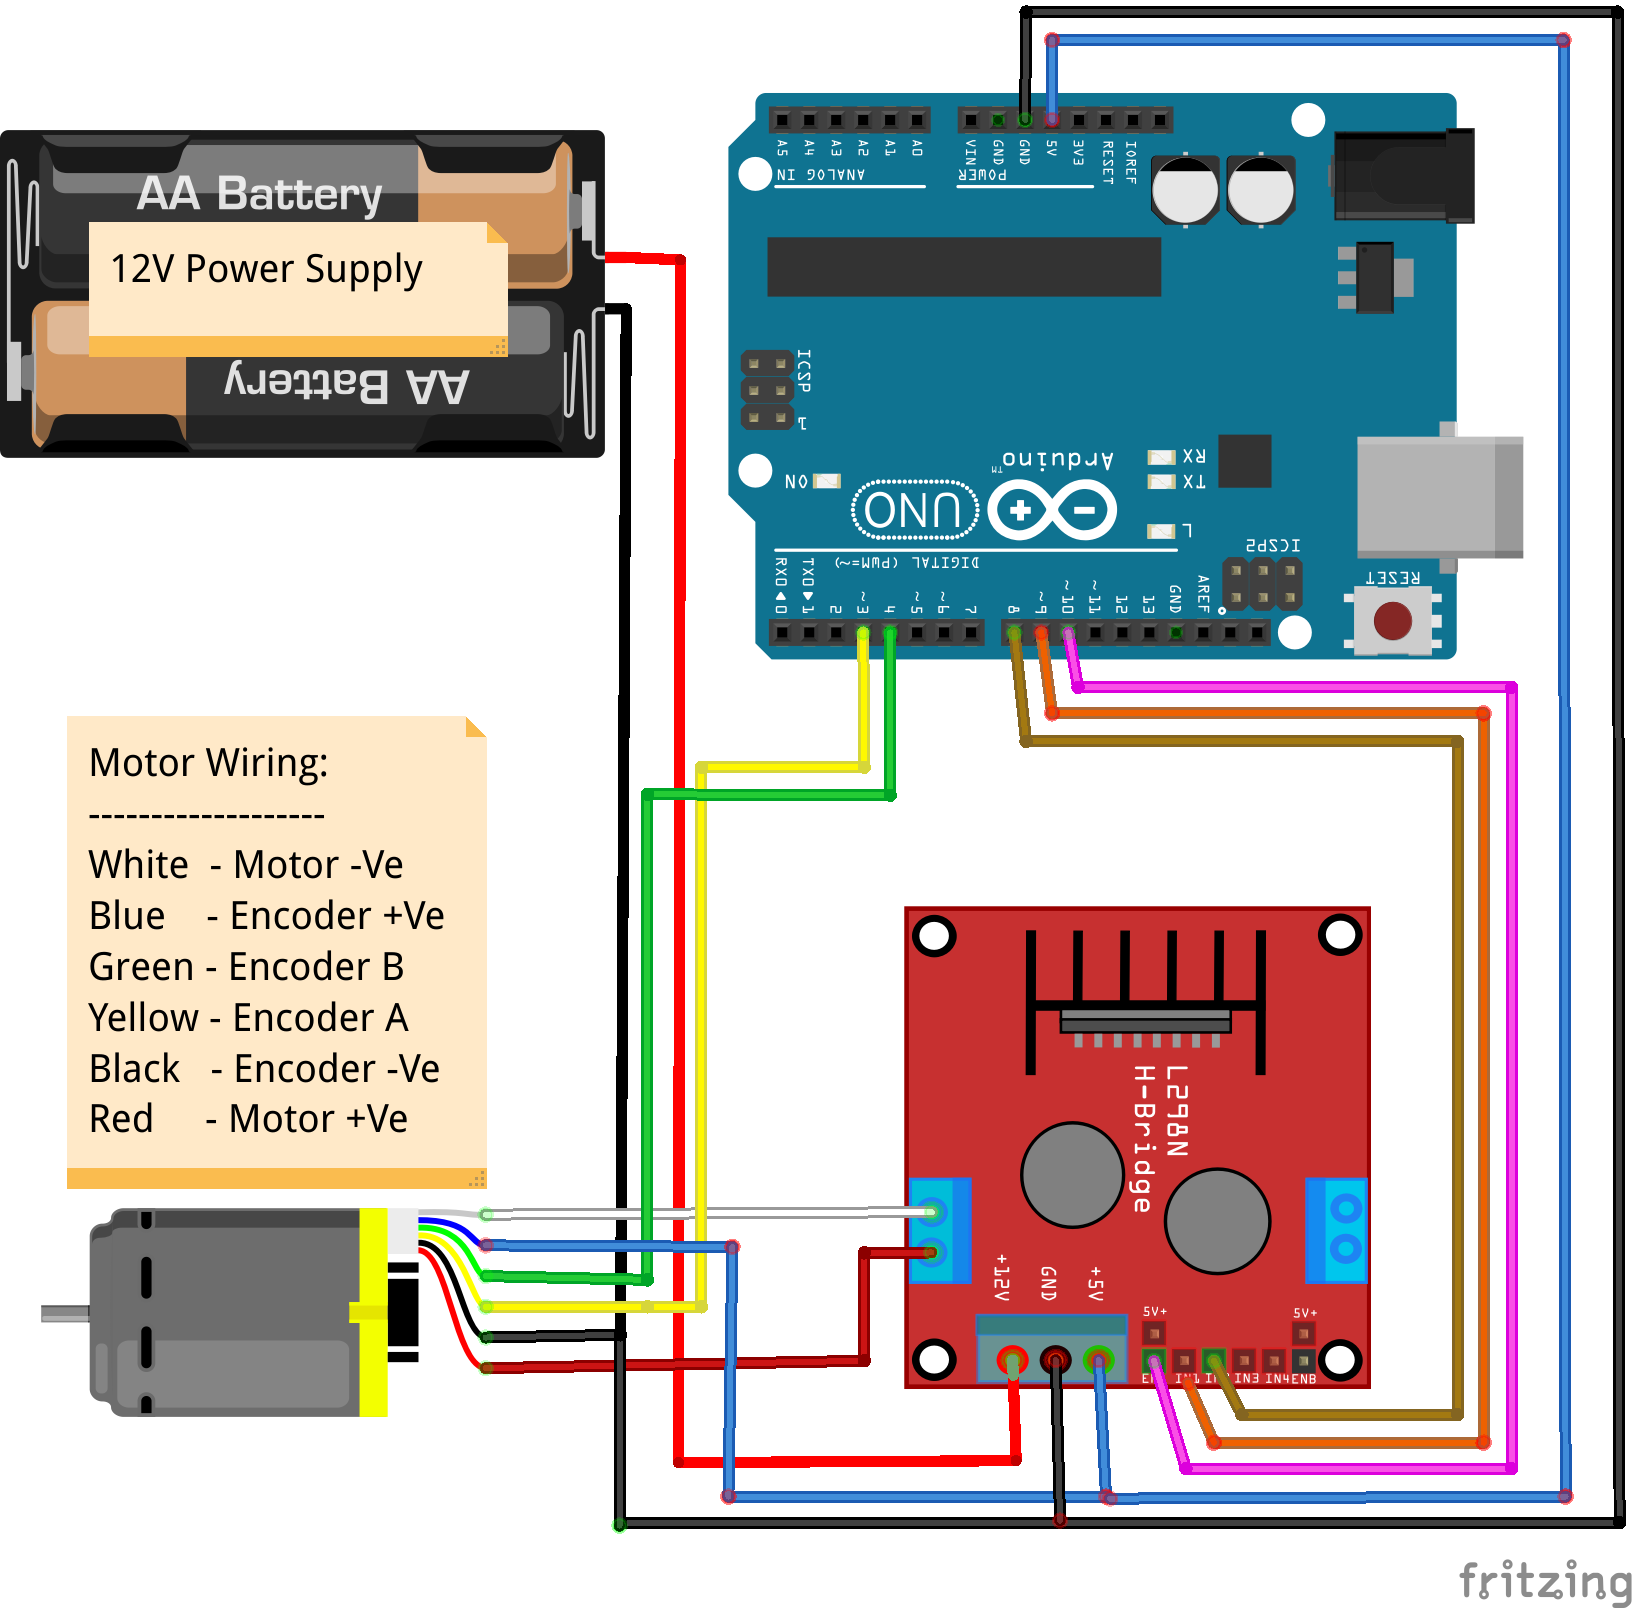 AA Battery
12V Power Supply
AA Battery
A5 A4 A3 A2 A1 A0
ANALOG IN
VIN GND GND 5V 3V3 RESET IOREF
POWER
ICSP
1
ON
UNO
Arduino
TM
RX
TX
L
ICSP2
RESET
DIGITAL (PWM=~)
RX0 TX0
0 1 2 ~3 4 ~5 ~6 7 8 ~9 ~10 ~11 12 13 GND AREF
Motor Wiring:
-------------------
White - Motor -Ve
Blue - Encoder +Ve
Green - Encoder B
Yellow - Encoder A
Black - Encoder -Ve
Red - Motor +Ve
L298N
H-Bridge
+12V GND +5V
5V+
5V+
IN1 IN3 IN4 ENB
fritzing